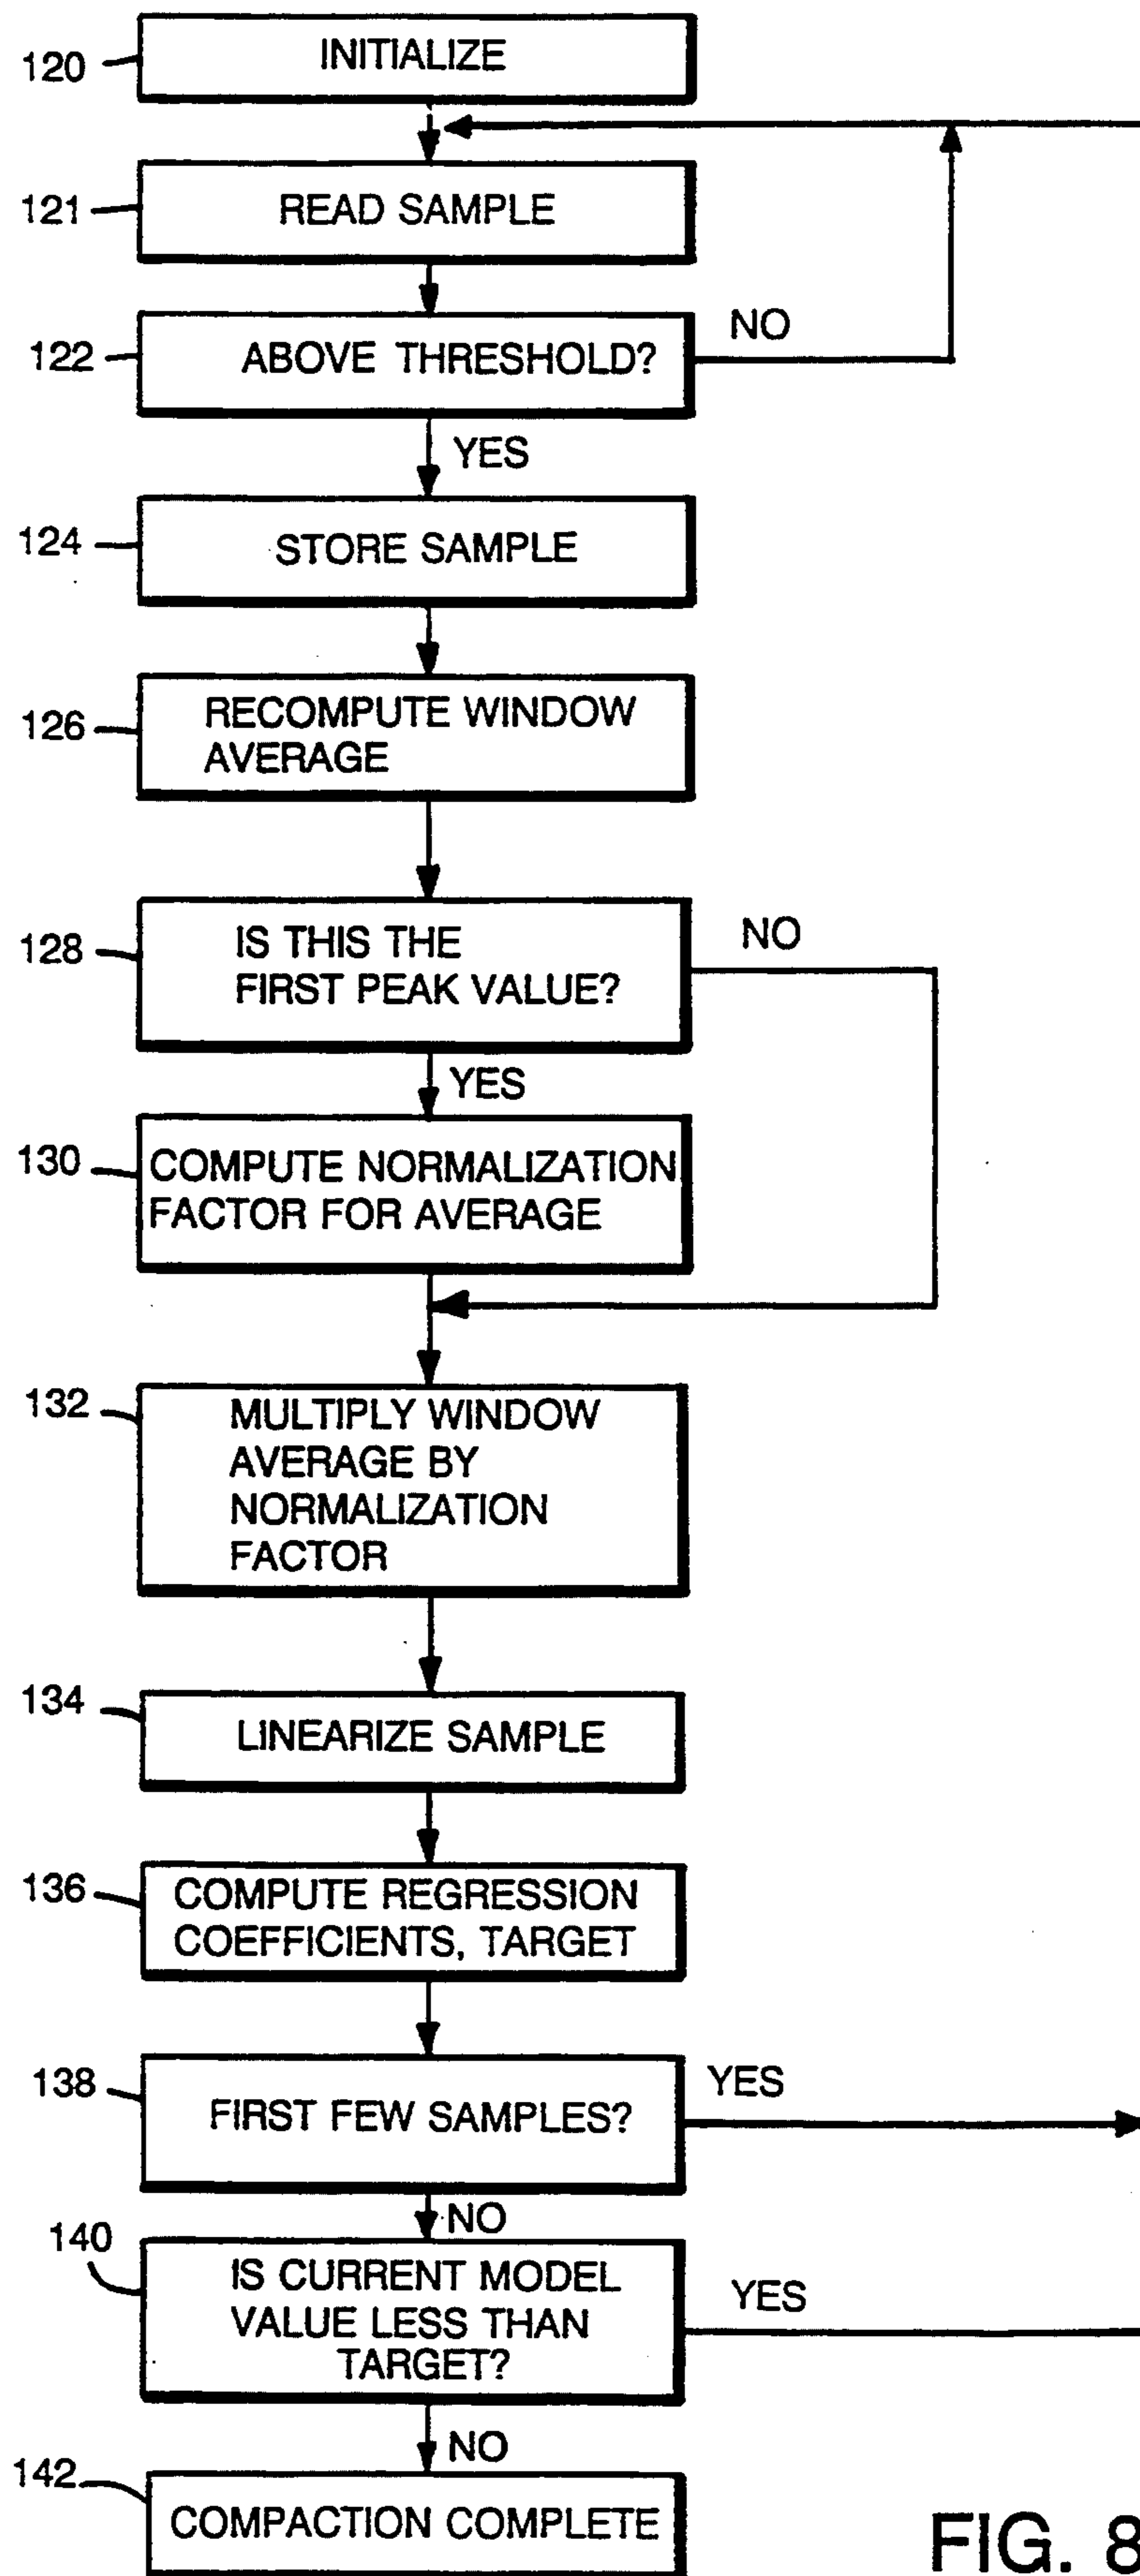 120
INITIALIZE
121
READ SAMPLE
122
ABOVE THRESHOLD?
NO
YES
124
STORE SAMPLE
126
RECOMPUTE WINDOW
AVERAGE
128
IS THIS THE
FIRST PEAK VALUE?
NO
YES
130
COMPUTE NORMALIZATION
FACTOR FOR AVERAGE
132
MULTIPLY WINDOW
AVERAGE BY
NORMALIZATION
FACTOR
134
LINEARIZE SAMPLE
136
COMPUTE REGRESSION
COEFFICIENTS, TARGET
138
FIRST FEW SAMPLES?
YES
NO
140
IS CURRENT MODEL
VALUE LESS THAN
TARGET?
YES
NO
142
COMPACTION COMPLETE
FIG. 8